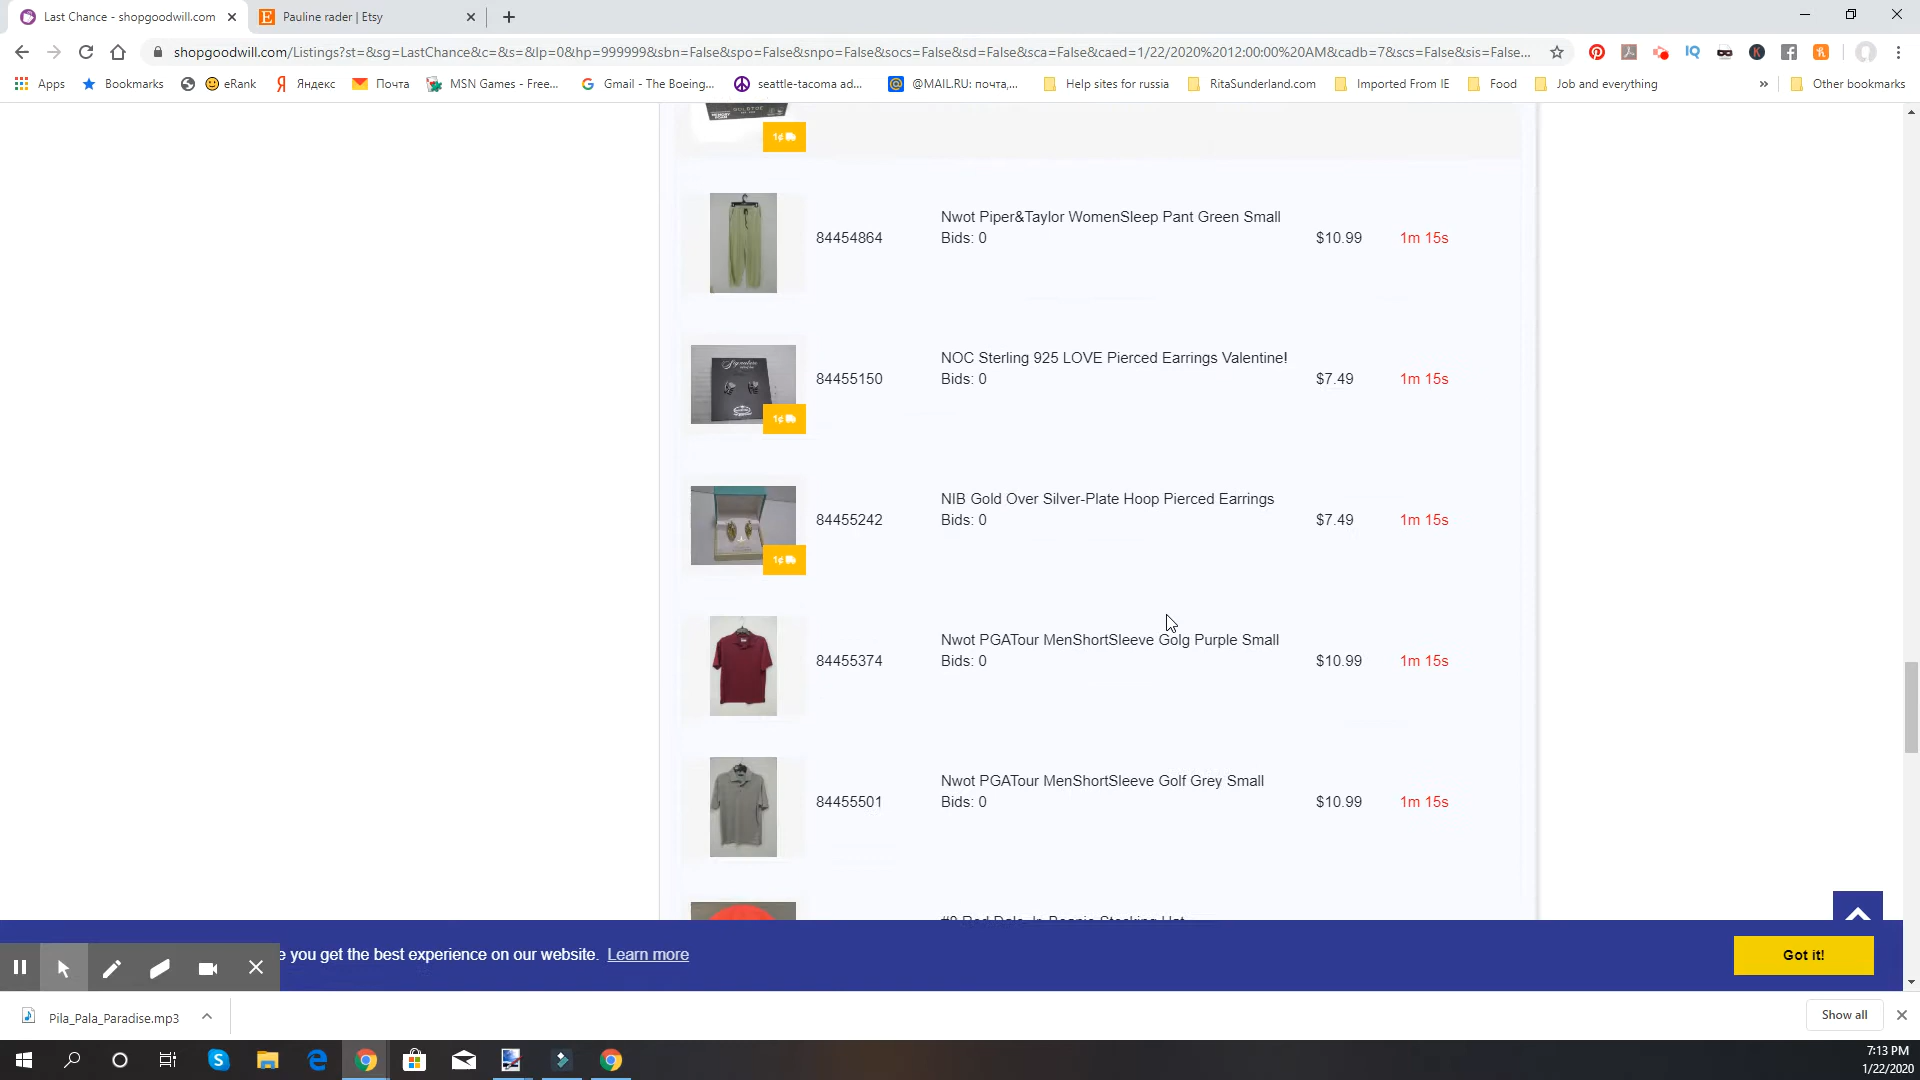 Last Chance - shopgoodwill.com
Pauline rader | Etsy
shopgoodwill.com/Listings?st=&sg=LastChance&c=&s=&lp=0&hp=999999&sbn=False&spo=False&snpo=False&socs=False&sd=False&sca=False&caed=1/22/2020%2012:00:00%20AM&cadb=7&scs=False&sis=False...
Apps
Bookmarks
eRank
Яндекс
Почта
MSN Games - Free...
Gmail - The Boeing...
seattle-tacoma ad...
@MAIL.RU: почта,...
Help sites for russia
RitaSunderland.com
Imported From IE
Food
Job and everything
»
Other bookmarks
1¢
84454864
Nwot Piper&Taylor WomenSleep Pant Green Small
Bids: 0
$10.99
1m 15s
84455150
NOC Sterling 925 LOVE Pierced Earrings Valentine!
Bids: 0
$7.49
1m 15s
1¢
84455242
NIB Gold Over Silver-Plate Hoop Pierced Earrings
Bids: 0
$7.49
1m 15s
1¢
84455374
Nwot PGATour MenShortSleeve Golg Purple Small
Bids: 0
$10.99
1m 15s
84455501
Nwot PGATour MenShortSleeve Golf Grey Small
Bids: 0
$10.99
1m 15s
e you get the best experience on our website. Learn more
Got it!
Pila_Pala_Paradise.mp3
Show all
7:13 PM
1/22/2020